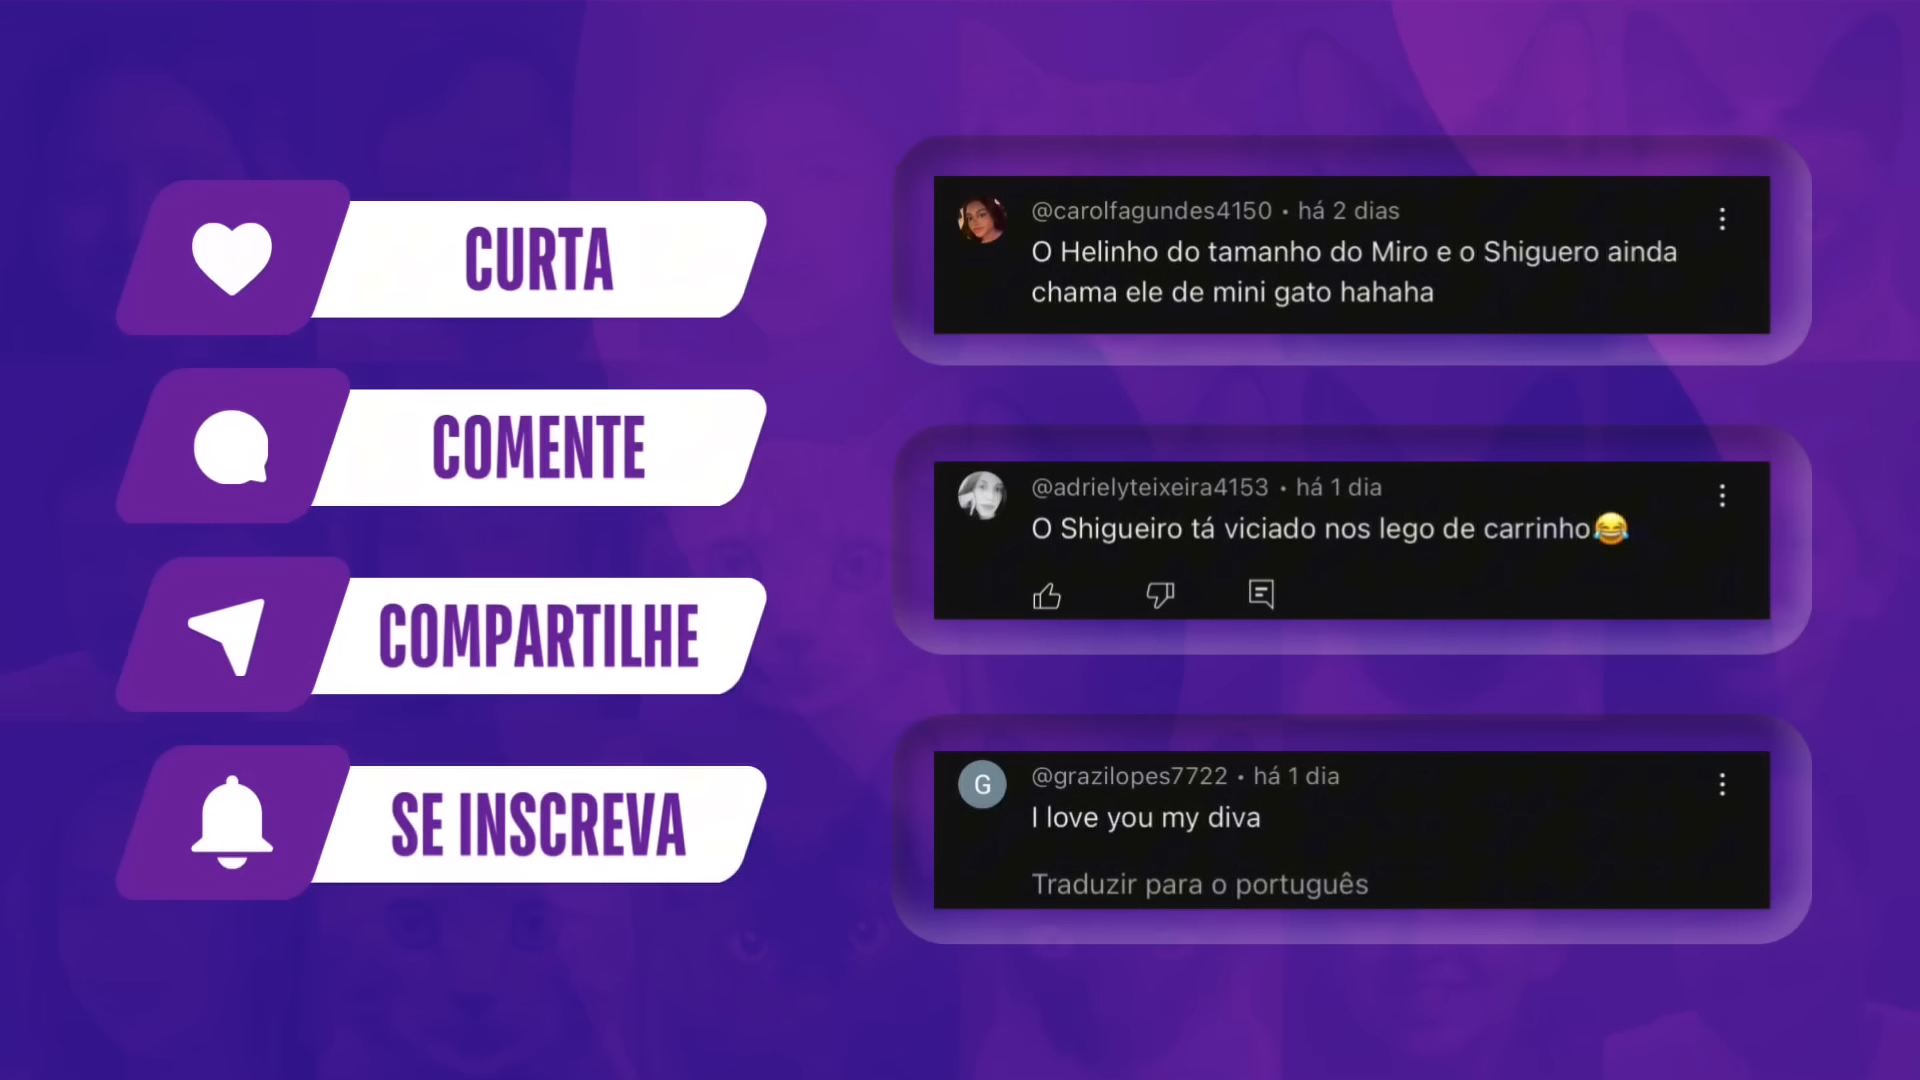 CURTA
COMENTE
COMPARTILHE
SE INSCREVA
@carolfagundes4150 • há 2 dias
O Helinho do tamanho do Miro e o Shiguero ainda
chama ele de mini gato hahaha
@adrielyteixeira4153 • há 1 dia
O Shigueiro tá viciado nos lego de carrinho😂
G
@grazilopes7722 • há 1 dia
I love you my diva
Traduzir para o português